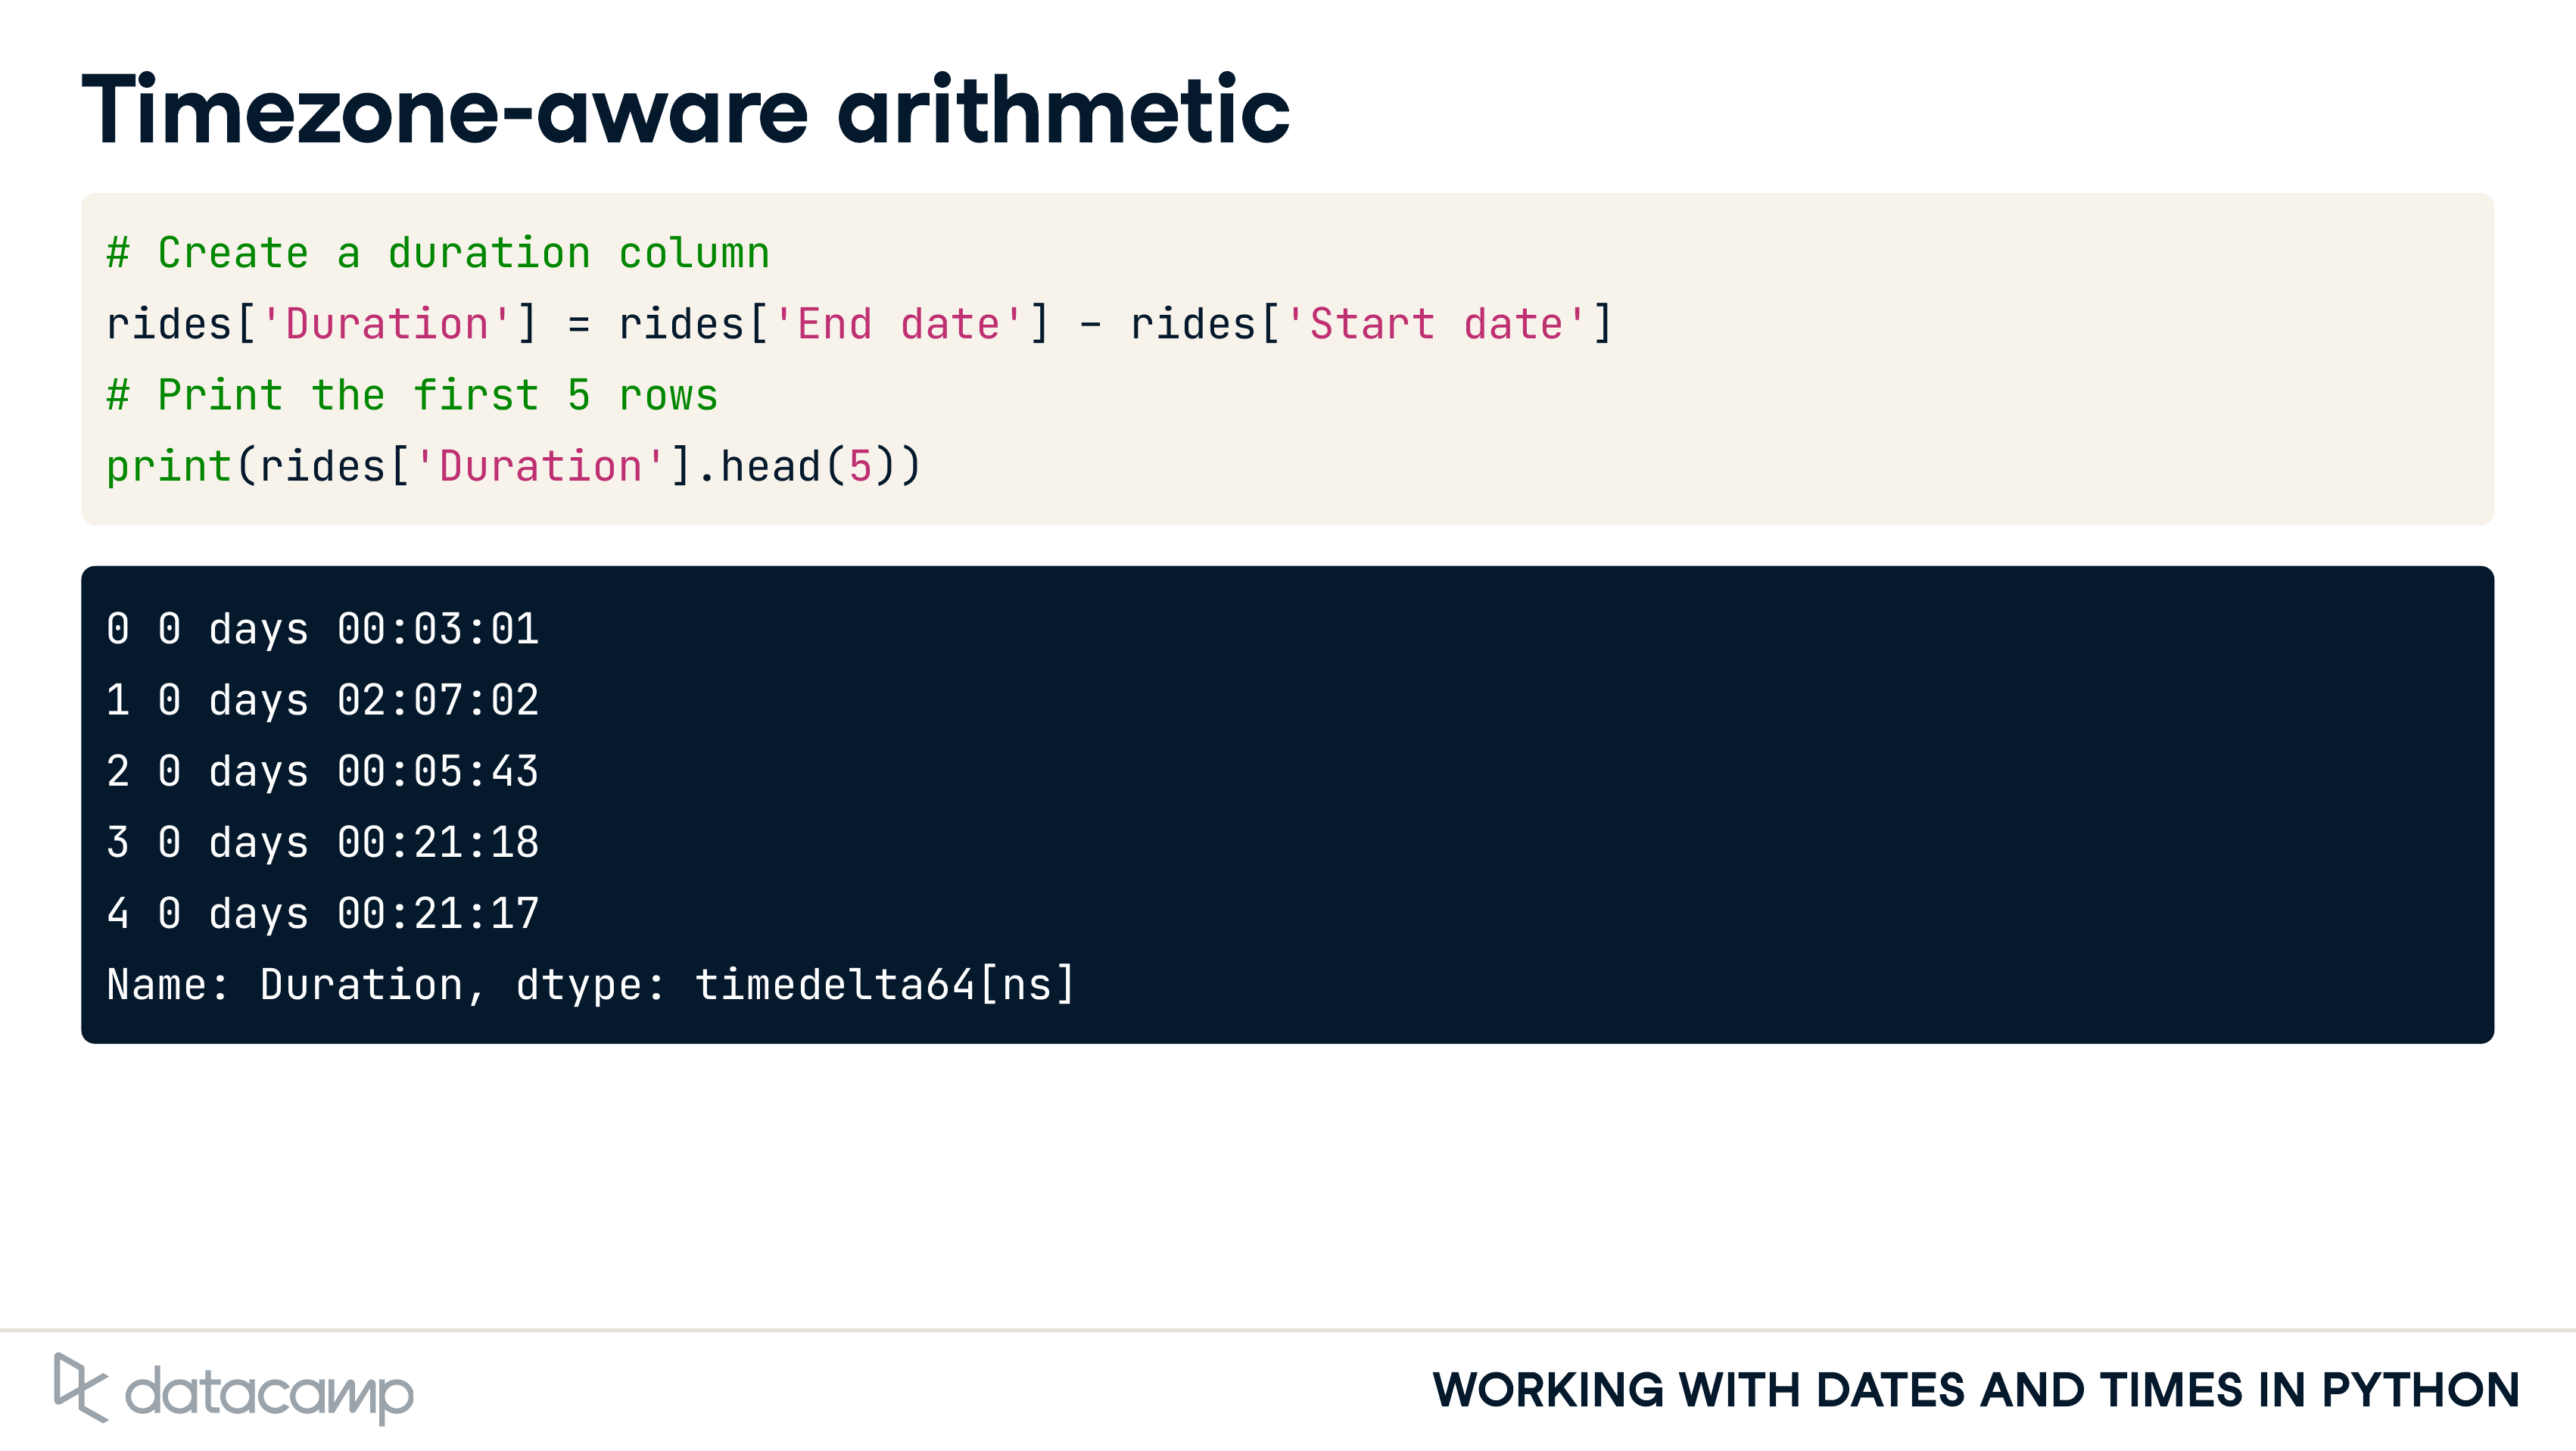 Timezone-aware arithmetic
# Create a duration column
rides['Duration'] = rides['End date'] - rides['Start date']
# Print the first 5 rows
print(rides['Duration'].head(5))
0 0 days 00:03:01
1 0 days 02:07:02
2 0 days 00:05:43
3 0 days 00:21:18
4 0 days 00:21:17
Name: Duration, dtype: timedelta64[ns]
datacamp
WORKING WITH DATES AND TIMES IN PYTHON